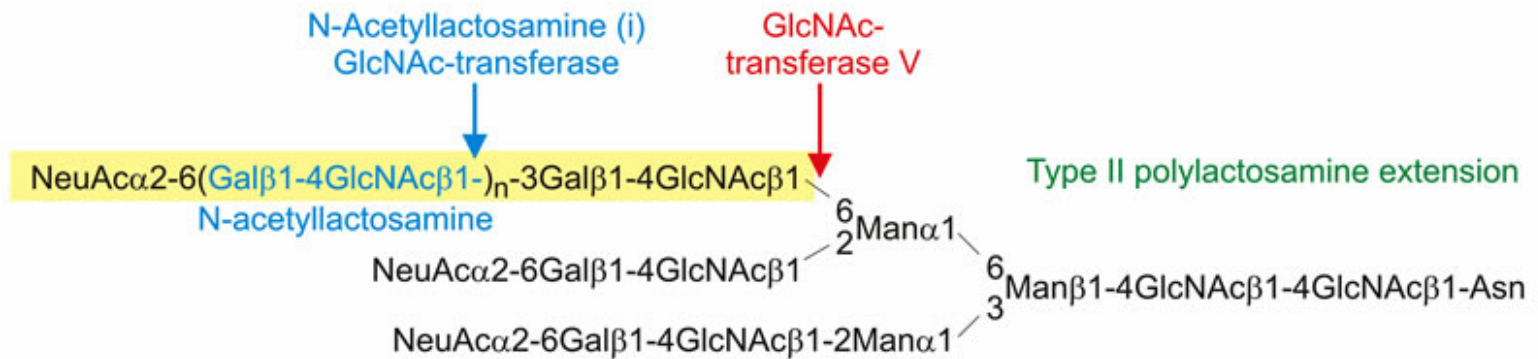 N-Acetyllactosamine (i)
GlcNAc-transferase
GlcNAc-
transferase V
NeuAcα2-6(Galβ1-4GlcNAcβ1-)n-3Galβ1-4GlcNAcβ1
Type II polylactosamine extension
N-acetyllactosamine
6
2
Manα1
NeuAcα2-6Galβ1-4GlcNAcβ1
6
3
Manβ1-4GlcNAcβ1-4GlcNAcβ1-Asn
NeuAcα2-6Galβ1-4GlcNAcβ1-2Manα1